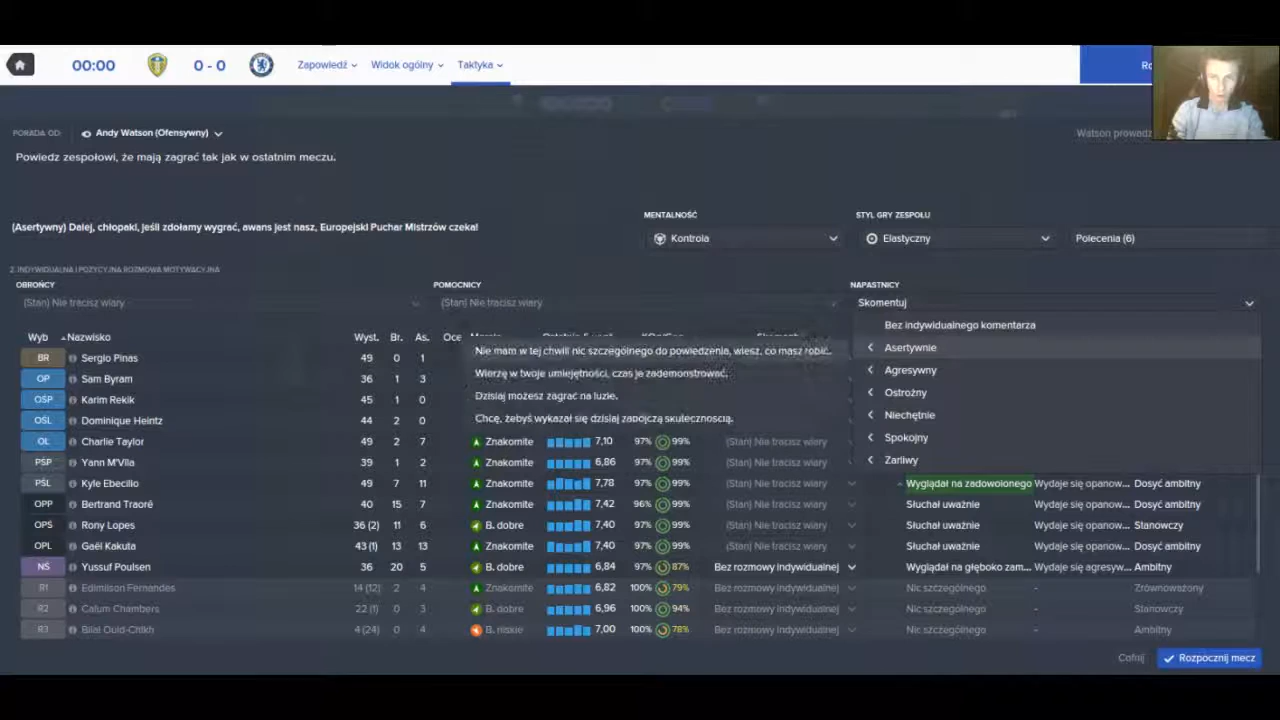 00:00
0 - 0
Zapowiedź
Widok ogólny
Taktyka
PORADA OD:
Andy Watson (Ofensywny)
Watson prowadz
Powiedz zespołowi, że mają zagrać tak jak w ostatnim meczu.
MENTALNOŚĆ
STYL GRY ZESPOŁU
(Asertywny) Dalej, chłopaki, jeśli zdołamy wygrać, awans jest nasz, Europejski Puchar Mistrzów czeka!
Kontrola
Elastyczny
Polecenia (6)
2. INDYWIDUALNA I POZYCYJNA ROZMOWA MOTYWACYJNA
OBROŃCY
POMOCNICY
NAPASTNICY
(Stan) Nie tracisz wiary
(Stan) Nie tracisz wiary
Skomentuj
Bez indywidualnego komentarza
Asertywnie
Agresywny
Ostrożny
Niechętnie
Spokojny
Żarliwy
Nie mam w tej chwili nic szczególnego do powiedzenia, wiesz, co masz robić.
Wierzę w twoje umiejętności, czas je zademonstrować.
Dzisiaj możesz zagrać na luzie.
Chcę, żebyś wykazał się dzisiaj zabójczą skutecznością.
Wyb Nazwisko Wyst. Br. As. Oce
BR Sergio Pinas 49 0 1
OP Sam Byram 36 1 3
OŚP Karim Rekik 45 1 0
OŚL Dominique Heintz 44 2 0
OL Charlie Taylor 49 2 7 Znakomite 7,10 97% 99% (Stan) Nie tracisz wiary
PŚP Yann M'Vila 39 1 2 Znakomite 6,86 97% 99% (Stan) Nie tracisz wiary
PŚL Kyle Ebecilio 49 7 11 Znakomite 7,78 97% 99% (Stan) Nie tracisz wiary Wyglądał na zadowolonego Wydaje się opanow... Dosyć ambitny
OPP Bertrand Traoré 40 15 7 Znakomite 7,42 96% 99% (Stan) Nie tracisz wiary Słuchał uważnie Wydaje się opanow... Dosyć ambitny
OPŚ Rony Lopes 36 (2) 11 6 B. dobre 7,40 97% 99% (Stan) Nie tracisz wiary Słuchał uważnie Wydaje się opanow... Stanowczy
OPL Gaël Kakuta 43 (1) 13 13 Znakomite 7,40 97% 99% (Stan) Nie tracisz wiary Słuchał uważnie Wydaje się opanow... Dosyć ambitny
NŚ Yussuf Poulsen 36 20 5 B. dobre 6,84 97% 87% Bez rozmowy indywidualnej Wyglądał na głęboko zam... Wydaje się agresyw... Ambitny
R1 Edimilson Fernandes 14 (12) 2 4 Znakomite 6,82 100% 79% Bez rozmowy indywidualnej Nic szczególnego - Zrównoważony
R2 Calum Chambers 22 (1) 0 3 B. dobre 6,96 100% 94% Bez rozmowy indywidualnej Nic szczególnego - Stanowczy
R3 Bilal Ould-Chikh 4 (24) 0 4 B. niskie 7,00 100% 78% Bez rozmowy indywidualnej Nic szczególnego - Ambitny
Cofnij
Rozpocznij mecz